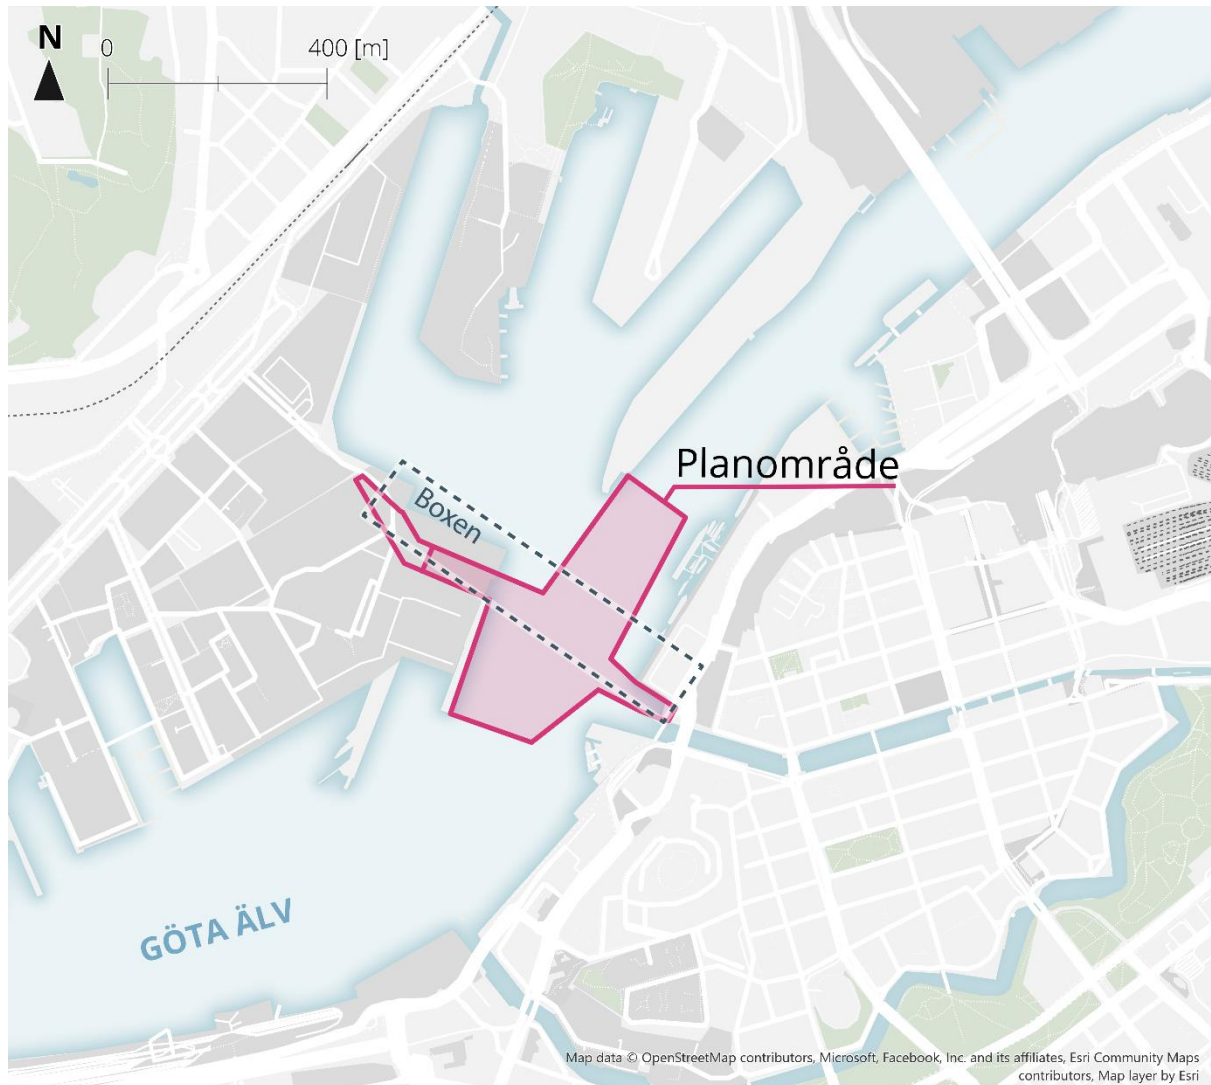 N
0 400 [m]
Planområde
Boxen
GÖTA ÄLV
Map data © OpenStreetMap contributors, Microsoft, Facebook, Inc. and its affiliates, Esri Community Maps
contributors, Map layer by Esri